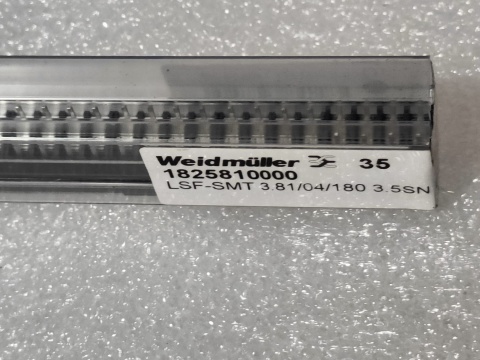 Weidmüller 35
1825810000
LSF-SMT 3.81/04/180 3.5SN